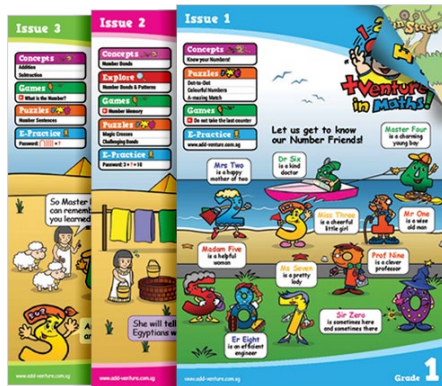 Issue 3
Concepts
Addition
Subtraction
Games
What is the Number?
Puzzles
Number Sentences
E-Practice
Password:
+ ?
So Master
can remember
you learned
www.add-venture.com.sg
Issue 2
Concepts
Number Bonds
Explore
Number Bonds & Patterns
Games
Number Memory
Puzzles
Magic Crosses
Challenging Bonds
E-Practice
Password: 3 + ? = 10
She will tell
Egyptians w
www.add-venture.com.sg
Issue 1
Concepts
Know your Numbers!
Puzzles
Dot-to-Dot
Colourful Numbers
A-mazing Match
Games
Do not take the last counter
E-Practice
www.add-venture.com.sg
+Venture
in Maths!
Start
Let us get to know
our Number Friends!
Master Four
is a charming
young boy
Dr Six
is a kind
doctor
Mrs Two
is a happy
mother of two
Miss Three
is a cheerful
little girl
Mr One
is a wise
old man
Madam Five
is a helpful
woman
Prof Nine
is a clever
professor
Ms Seven
is a pretty
lady
Sir Zero
is sometimes here
and sometimes there
Er Eight
is an efficient
engineer
www.add-venture.com.sg
Grade 1